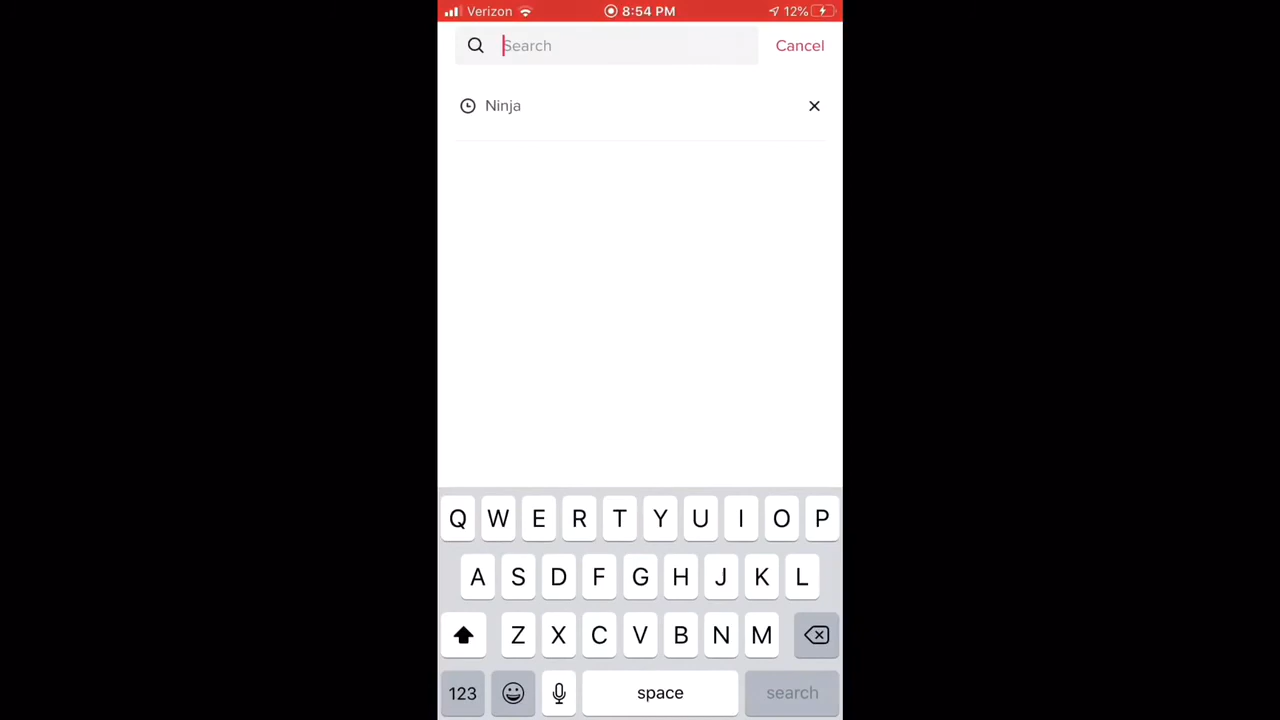 Verizon 8:54 PM 12%
Search Cancel
Ninja
Q W E R T Y U I O P
A S D F G H J K L
Z X C V B N M
123 space search